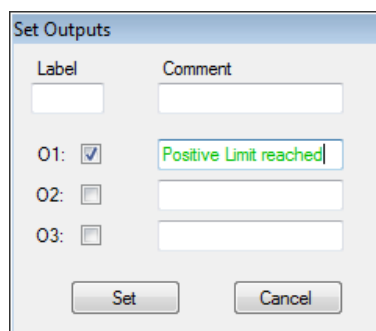 Set Outputs
Label Comment
O1: Positive Limit reached
O2:
O3:
Set Cancel